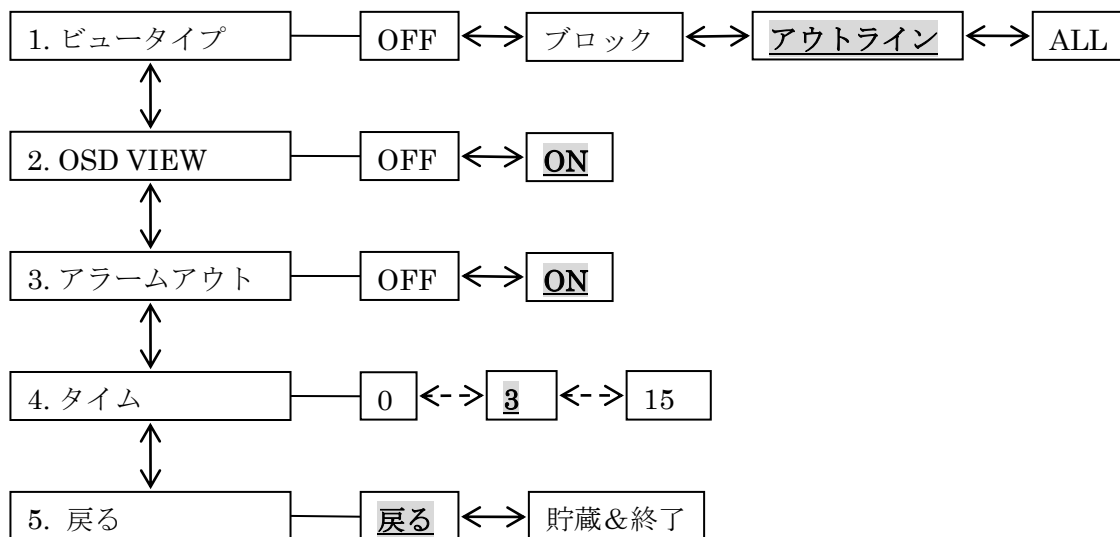 1. ビュータイプ OFF ブロック アウトライン ALL
2. OSD VIEW OFF ON
3. アラームアウト OFF ON
4. タイム 0 3 15
5. 戻る 戻る 貯蔵&終了